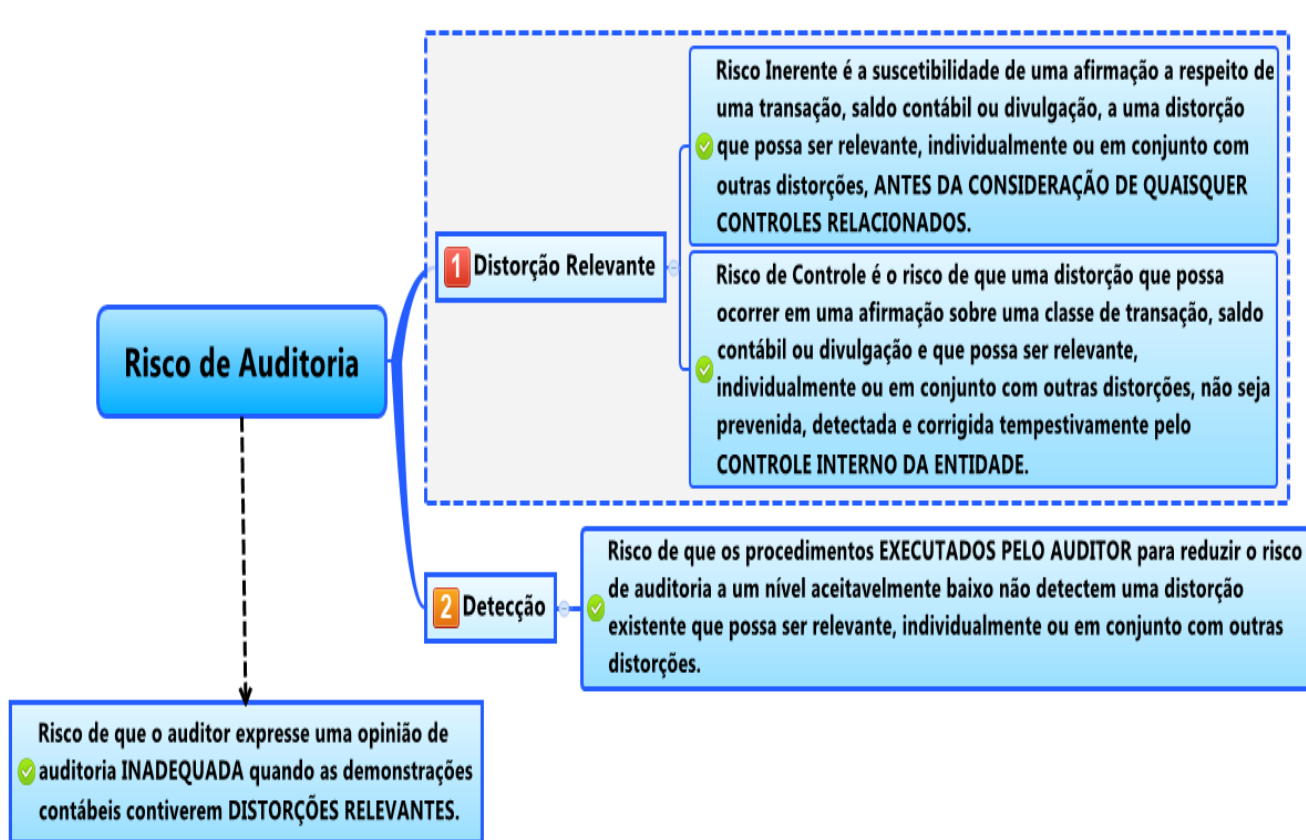 Risco de Auditoria
1 Distorção Relevante
Risco Inerente é a suscetibilidade de uma afirmação a respeito de
uma transação, saldo contábil ou divulgação, a uma distorção
que possa ser relevante, individualmente ou em conjunto com
outras distorções, ANTES DA CONSIDERAÇÃO DE QUAISQUER
CONTROLES RELACIONADOS.
Risco de Controle é o risco de que uma distorção que possa
ocorrer em uma afirmação sobre uma classe de transação, saldo
contábil ou divulgação e que possa ser relevante,
individualmente ou em conjunto com outras distorções, não seja
prevenida, detectada e corrigida tempestivamente pelo
CONTROLE INTERNO DA ENTIDADE.
2 Detecção
Risco de que os procedimentos EXECUTADOS PELO AUDITOR para reduzir o risco
de auditoria a um nível aceitavelmente baixo não detectem uma distorção
existente que possa ser relevante, individualmente ou em conjunto com outras
distorções.
Risco de que o auditor expresse uma opinião de
auditoria INADEQUADA quando as demonstrações
contábeis contiverem DISTORÇÕES RELEVANTES.